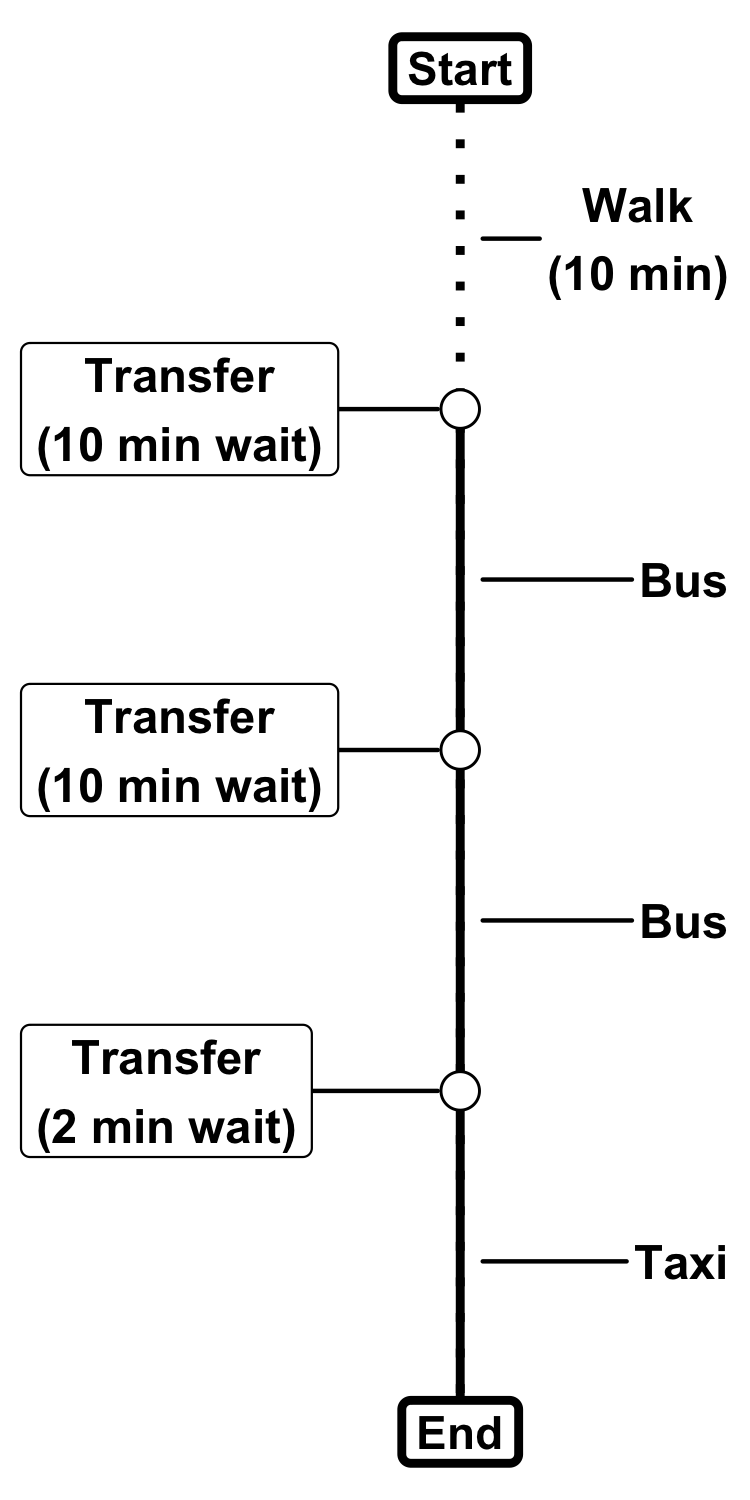 Start
Walk
(10 min)
Transfer
(10 min wait)
Bus
Transfer
(10 min wait)
Bus
Transfer
(2 min wait)
Taxi
End